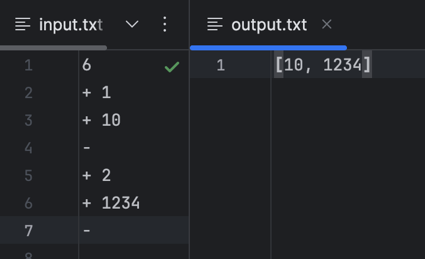 input.txt
output.txt
1 6
2 + 1
3 + 10
4 -
5 + 2
6 + 1234
7 -
8
1 [10, 1234]